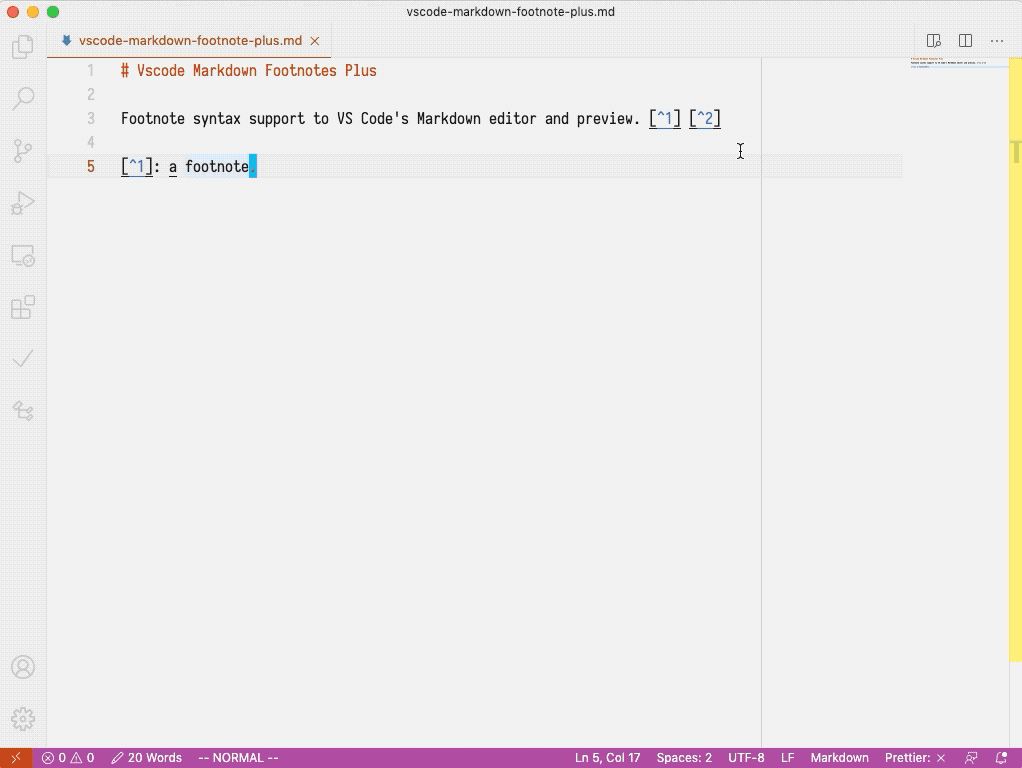 vscode-markdown-footnote-plus.md
vscode-markdown-footnote-plus.md
1 # Vscode Markdown Footnotes Plus
2
3 Footnote syntax support to VS Code's Markdown editor and preview. [^1] [^2]
4
5 [^1]: a footnote.
0 0 20 Words -- NORMAL -- Ln 5, Col 17 Spaces: 2 UTF-8 LF Markdown Prettier: ×